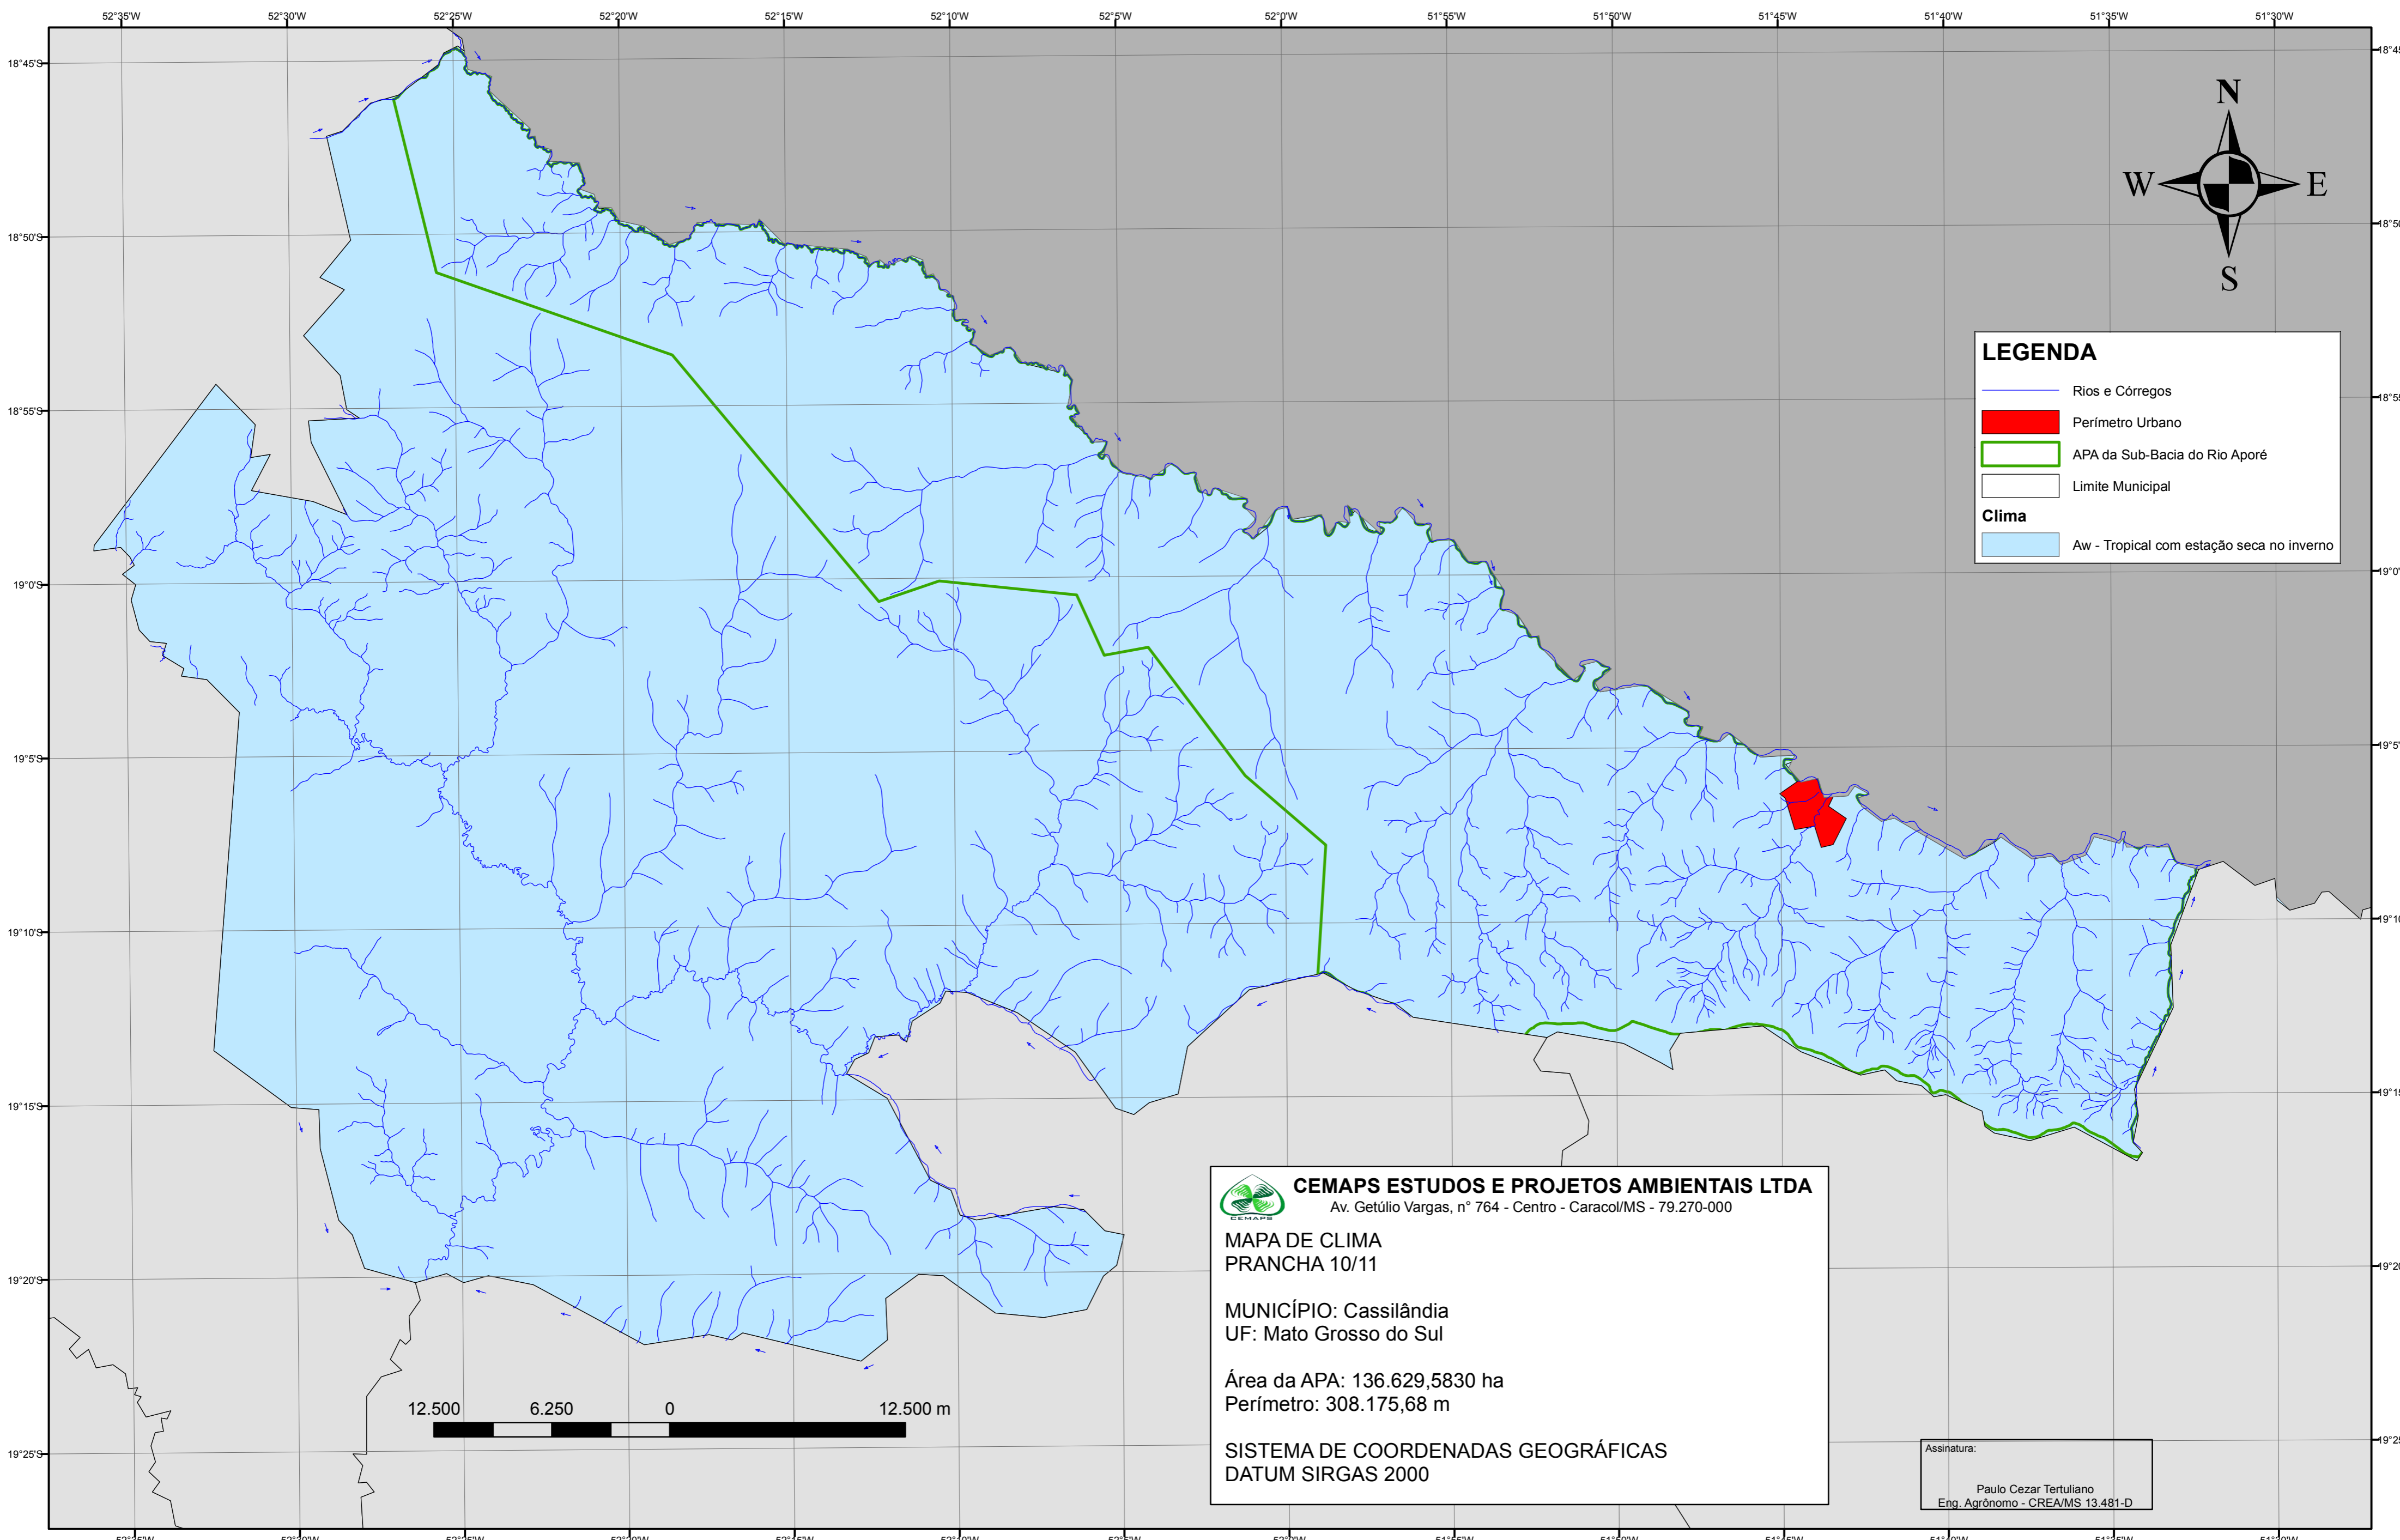 52°35'W 52°30'W 52°25'W 52°20'W 52°15'W 52°10'W 52°5'W 52°0'W 51°55'W 51°50'W 51°45'W 51°40'W 51°35'W 51°30'W
18°45'S
18°50'S
18°55'S
19°0'S
19°5'S
19°10'S
19°15'S
19°20'S
19°25'S
N
W
E
S
LEGENDA
Rios e Córregos
Perímetro Urbano
APA da Sub-Bacia do Rio Aporé
Limite Municipal
Clima
Aw - Tropical com estação seca no inverno
CEMAPS
CEMAPS ESTUDOS E PROJETOS AMBIENTAIS LTDA
Av. Getúlio Vargas, n° 764 - Centro - Caracol/MS - 79.270-000
MAPA DE CLIMA
PRANCHA 10/11
MUNICÍPIO: Cassilândia
UF: Mato Grosso do Sul
Área da APA: 136.629,5830 ha
Perímetro: 308.175,68 m
SISTEMA DE COORDENADAS GEOGRÁFICAS
DATUM SIRGAS 2000
12.500 6.250 0 12.500 m
Assinatura:
Paulo Cezar Tertuliano
Eng. Agrônomo - CREA/MS 13.481-D